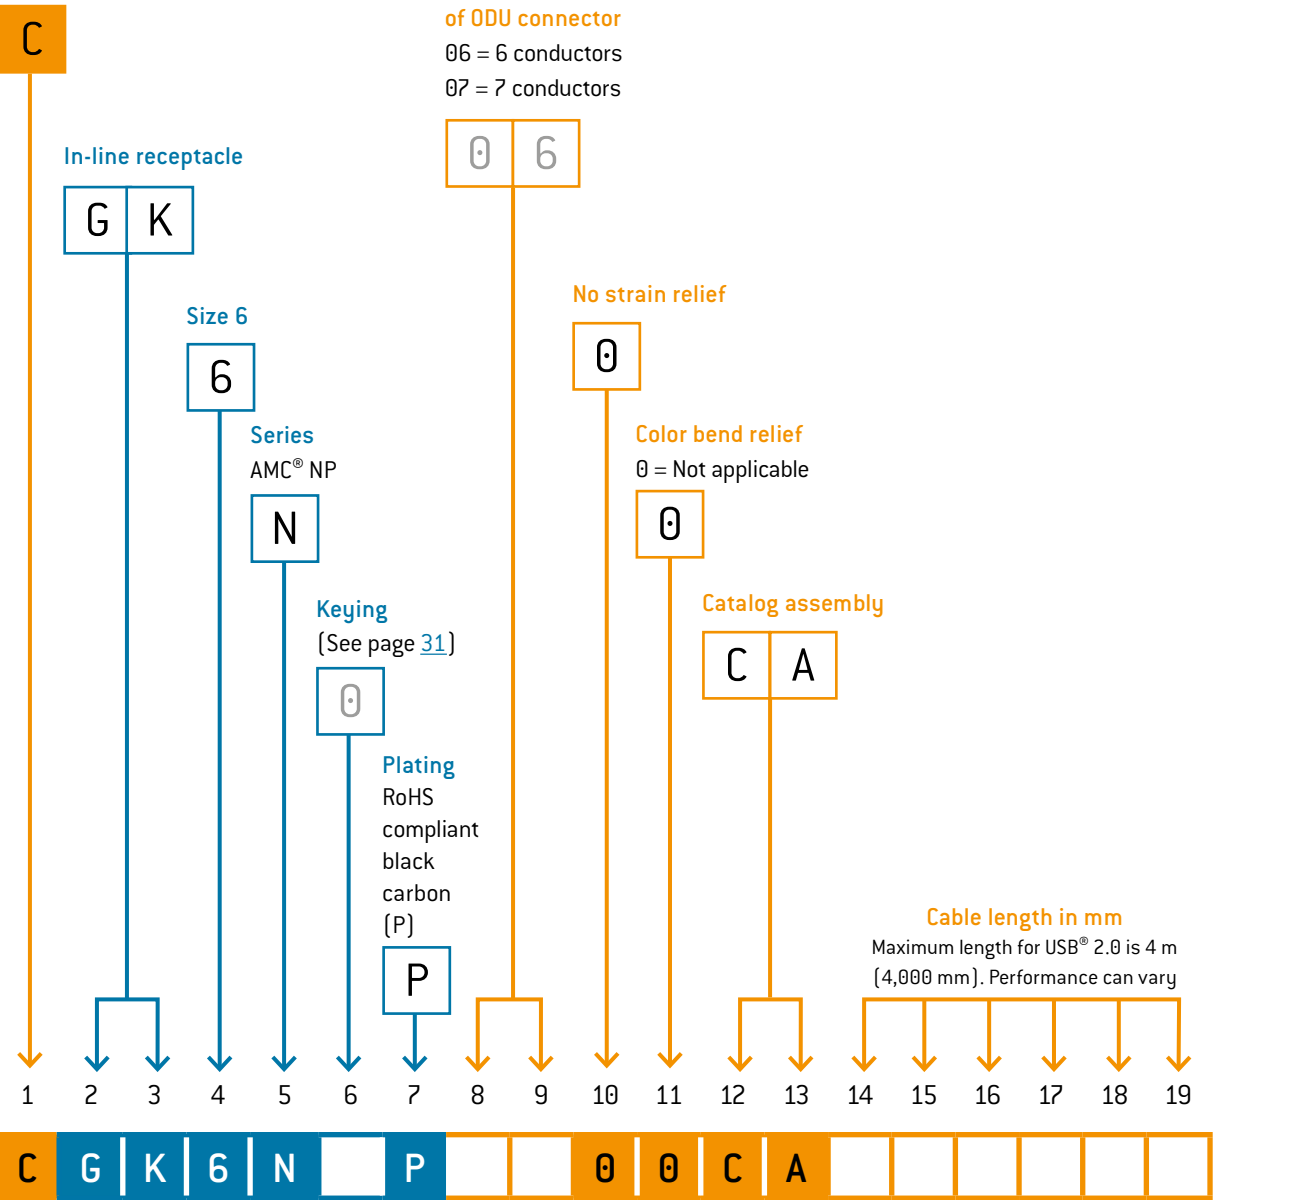 C
of ODU connector
06 = 6 conductors
07 = 7 conductors
0 6
In-line receptacle
G K
No strain relief
0
Size 6
6
Color bend relief
0 = Not applicable
0
Series
AMC® NP
N
Catalog assembly
C A
Keying
(See page 31)
0
Plating
RoHS
compliant
black
carbon
(P)
P
Cable length in mm
Maximum length for USB® 2.0 is 4 m
(4,000 mm). Performance can vary
1 2 3 4 5 6 7 8 9 10 11 12 13 14 15 16 17 18 19
C G K 6 N P 0 0 C A